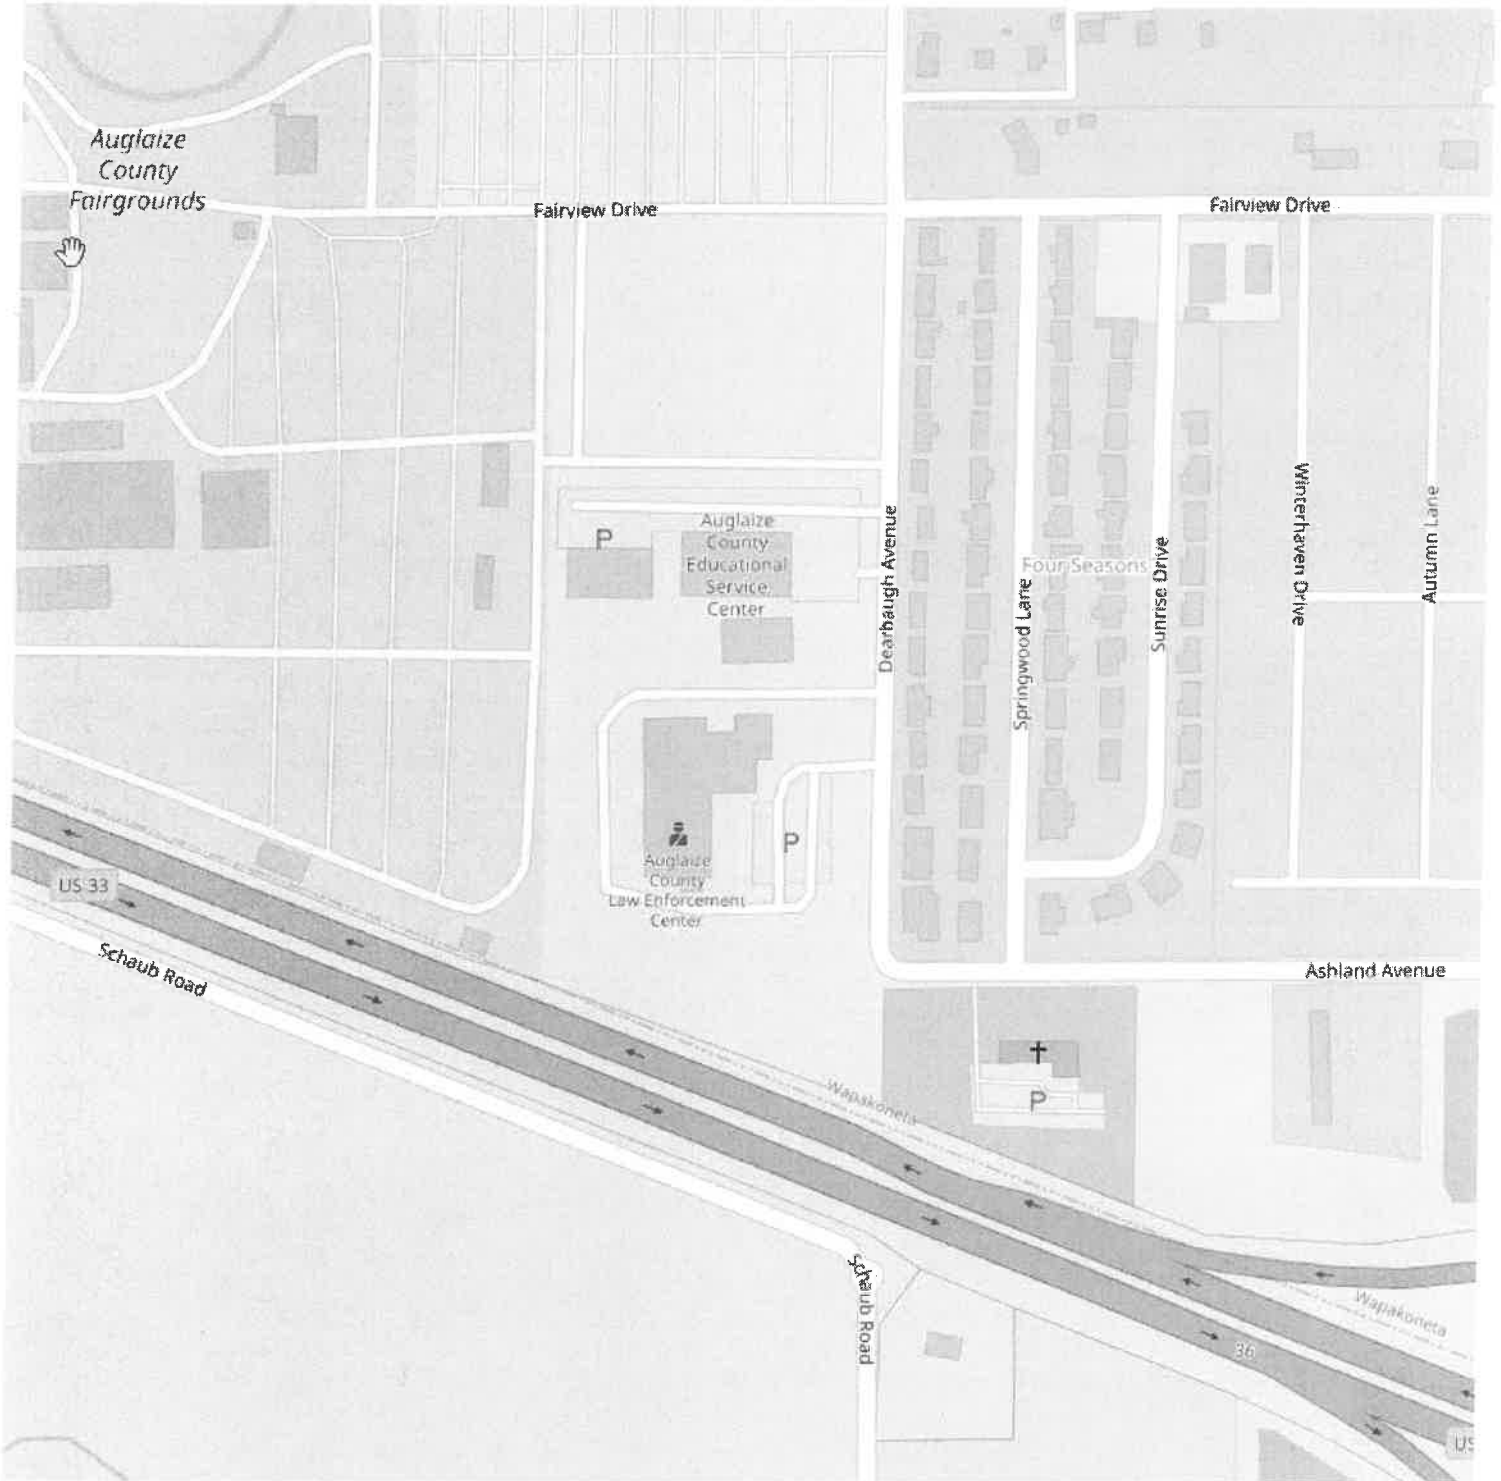 Auglaize
County
Fairgrounds
Fairview Drive
Fairview Drive
P
Auglaize
County
Educational
Service
Center
Dearbaugh Avenue
Springwood Lane
Four Seasons
Sunrise Drive
Winterhaven Drive
Autumn Lane
P
Auglaize
County
Law Enforcement
Center
US 33
Schaub Road
Ashland Avenue
P
Wapakoneta
Schaub Road
Wapakoneta
36
US